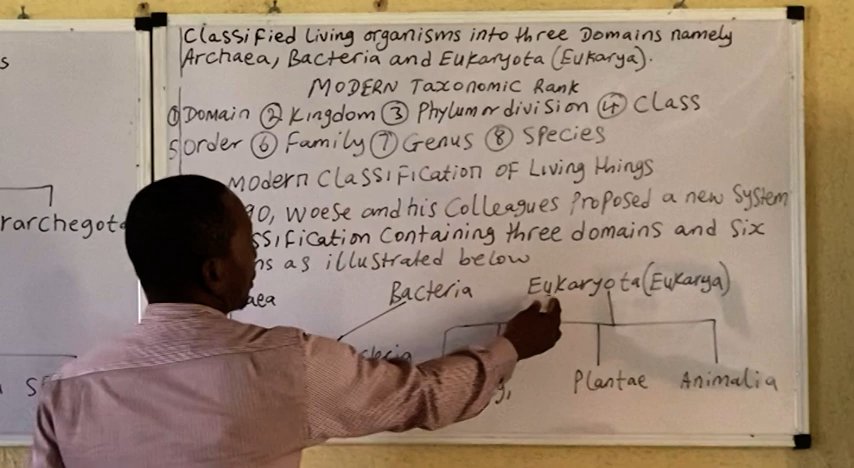 s
rarchegota
s
Classified Living organisms into three Domains namely
Archaea, Bacteria and Eukaryota (Eukarya).
MODERN Taxonomic Rank
① Domain ② Kingdom ③ Phylum or division ④ Class
5 order ⑥ Family ⑦ Genus ⑧ Species
Modern Classification of Living things
90, Woese and his Colleagues Proposed a new System
ssification Containing three domains and Six
ms as illustrated below
aea Bacteria Eukaryota (Eukarya)
Plantae Animalia